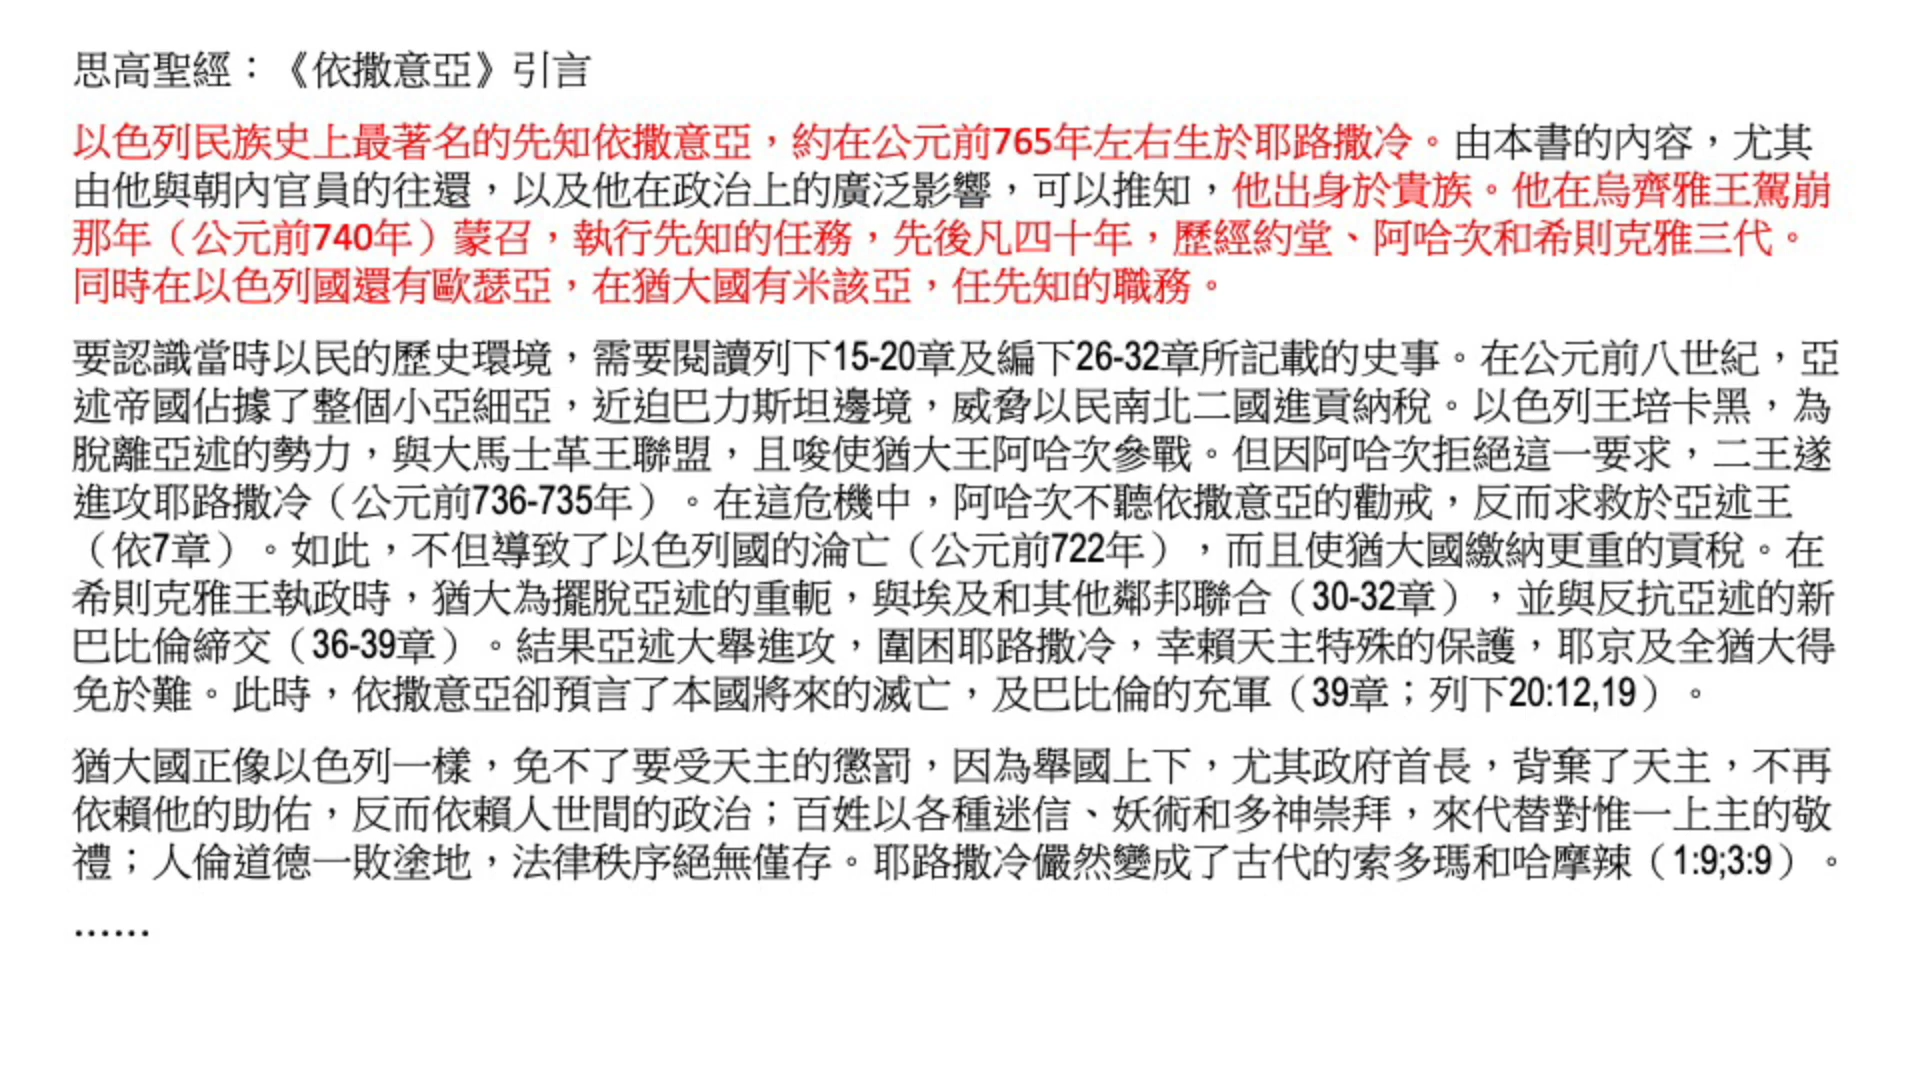 思高聖經：《依撒意亞》引言
以色列民族史上最著名的先知依撒意亞，約在公元前765年左右生於耶路撒冷。由本書的內容，尤其
由他與朝內官員的往還，以及他在政治上的廣泛影響，可以推知，他出身於貴族。他在烏齊雅王駕崩
那年（公元前740年）蒙召，執行先知的任務，先後凡四十年，歷經約堂、阿哈次和希則克雅三代。
同時在以色列國還有歐瑟亞，在猶大國有米該亞，任先知的職務。
要認識當時以民的歷史環境，需要閱讀列下15-20章及編下26-32章所記載的史事。在公元前八世紀，亞
述帝國佔據了整個小亞細亞，近迫巴力斯坦邊境，威脅以民南北二國進貢納稅。以色列王培卡黑，為
脫離亞述的勢力，與大馬士革王聯盟，且唆使猶大王阿哈次參戰。但因阿哈次拒絕這一要求，二王遂
進攻耶路撒冷（公元前736-735年）。在這危機中，阿哈次不聽依撒意亞的勸戒，反而求救於亞述王
（依7章）。如此，不但導致了以色列國的淪亡（公元前722年），而且使猶大國繳納更重的貢稅。在
希則克雅王執政時，猶大為擺脫亞述的重軛，與埃及和其他鄰邦聯合（30-32章），並與反抗亞述的新
巴比倫締交（36-39章）。結果亞述大舉進攻，圍困耶路撒冷，幸賴天主特殊的保護，耶京及全猶大得
免於難。此時，依撒意亞卻預言了本國將來的滅亡，及巴比倫的充軍（39章；列下20:12,19）。
猶大國正像以色列一樣，免不了要受天主的懲罰，因為舉國上下，尤其政府首長，背棄了天主，不再
依賴他的助佑，反而依賴人世間的政治；百姓以各種迷信、妖術和多神崇拜，來代替對惟一上主的敬
禮；人倫道德一敗塗地，法律秩序絕無僅存。耶路撒冷儼然變成了古代的索多瑪和哈摩辣（1:9;3:9）。
……